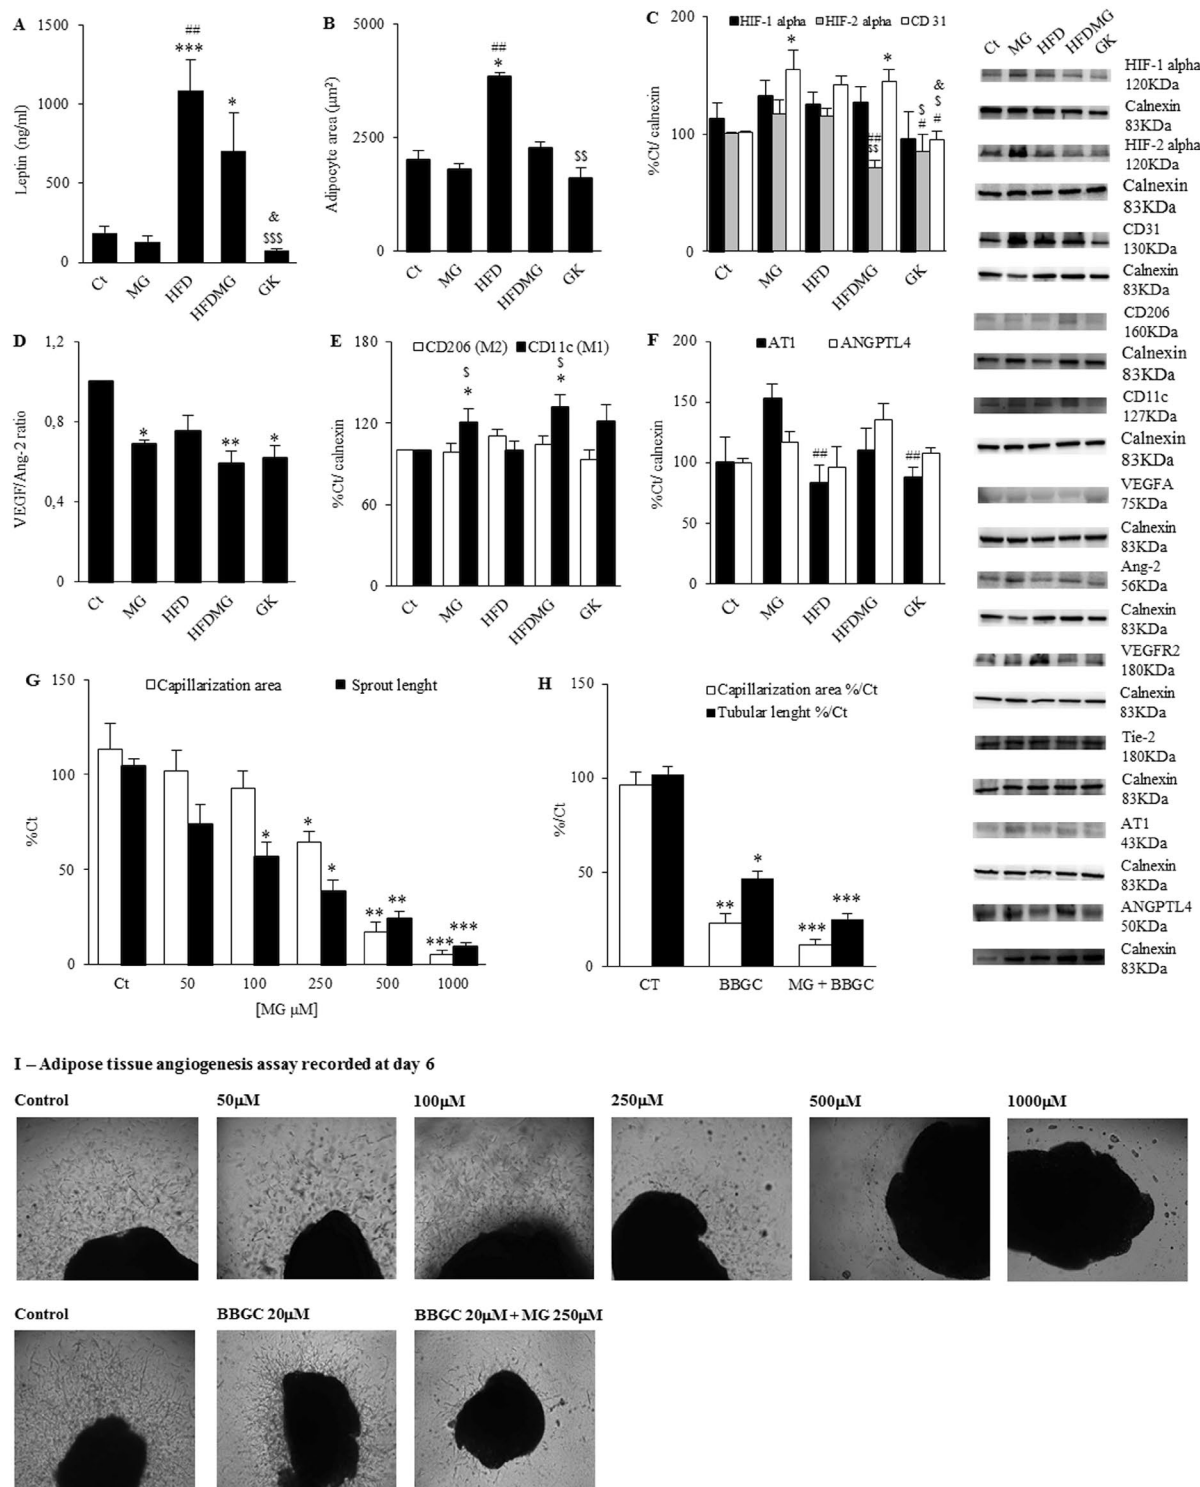 A
Leptin (ng/ml)
1500
1000
500
0
##
***
*
&
$$$
Ct
MG
HFD
HFDMG
GK
B
Adipocyte area (µm²)
5000
2500
0
##
*
$$
Ct
MG
HFD
HFDMG
GK
C
%Ct/ calnexin
200
100
0
HIF-1 alpha
HIF-2 alpha
CD 31
*
*
##
$$
$
#
&
$
#
Ct
MG
HFD
HFDMG
GK
D
VEGF/Ang-2 ratio
1,2
0,8
0,4
0
*
**
*
Ct
MG
HFD
HFDMG
GK
E
%Ct/ calnexin
180
120
60
0
CD206 (M2)
CD11c (M1)
$
*
$
*
Ct
MG
HFD
HFDMG
GK
F
%Ct/ calnexin
200
150
100
50
0
AT1
ANGPTL4
##
##
Ct
MG
HFD
HFDMG
GK
Ct
MG
HFD
HFDMG
GK
HIF-1 alpha
120KDa
Calnexin
83KDa
HIF-2 alpha
120KDa
Calnexin
83KDa
CD31
130KDa
Calnexin
83KDa
CD206
160KDa
Calnexin
83KDa
CD11c
127KDa
Calnexin
83KDa
VEGFA
75KDa
Calnexin
83KDa
Ang-2
56KDa
Calnexin
83KDa
VEGFR2
180KDa
Calnexin
83KDa
Tie-2
180KDa
Calnexin
83KDa
AT1
43KDa
Calnexin
83KDa
ANGPTL4
50KDa
Calnexin
83KDa
G
%Ct
150
100
50
0
Capillarization area
Sprout lenght
*
*
*
**
**
***
***
Ct
50
100
250
500
1000
[MG µM]
H
%/Ct
150
100
50
0
Capillarization area %/Ct
Tubular lenght %/Ct
**
*
***
***
CT
BBGC
MG + BBGC
I – Adipose tissue angiogenesis assay recorded at day 6
Control
50µM
100µM
250µM
500µM
1000µM
Control
BBGC 20µM
BBGC 20µM + MG 250µM